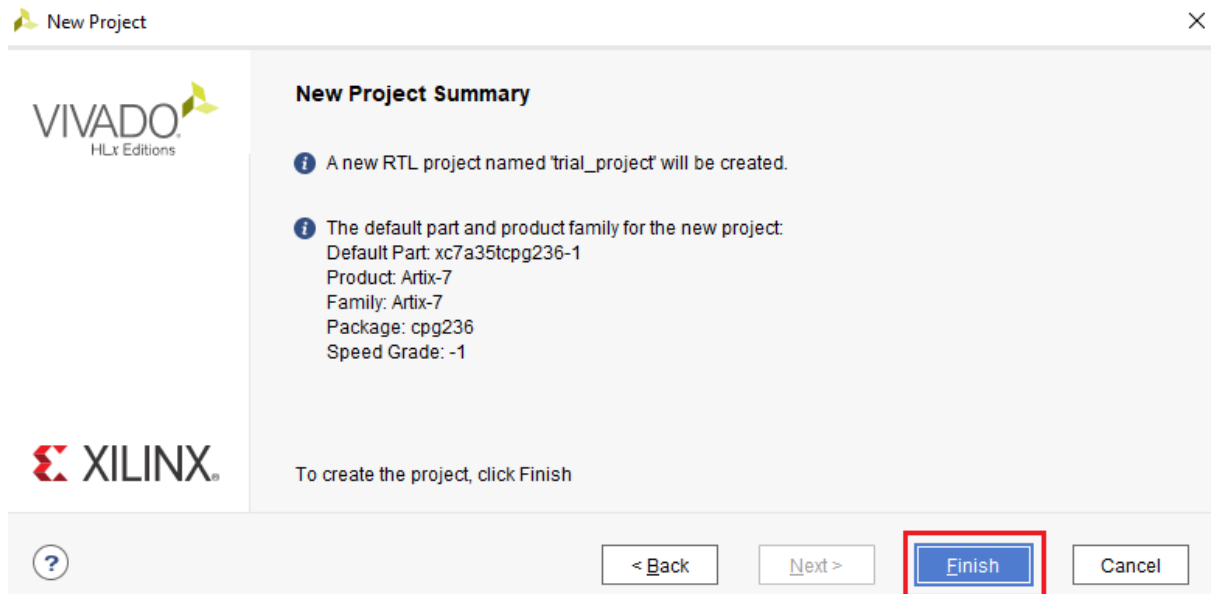 New Project
VIVADO.
HLx Editions
New Project Summary
A new RTL project named 'trial_project' will be created.
The default part and product family for the new project:
Default Part: xc7a35tcpg236-1
Product: Artix-7
Family: Artix-7
Package: cpg236
Speed Grade: -1
XILINX.
To create the project, click Finish
?
< Back
Next >
Finish
Cancel